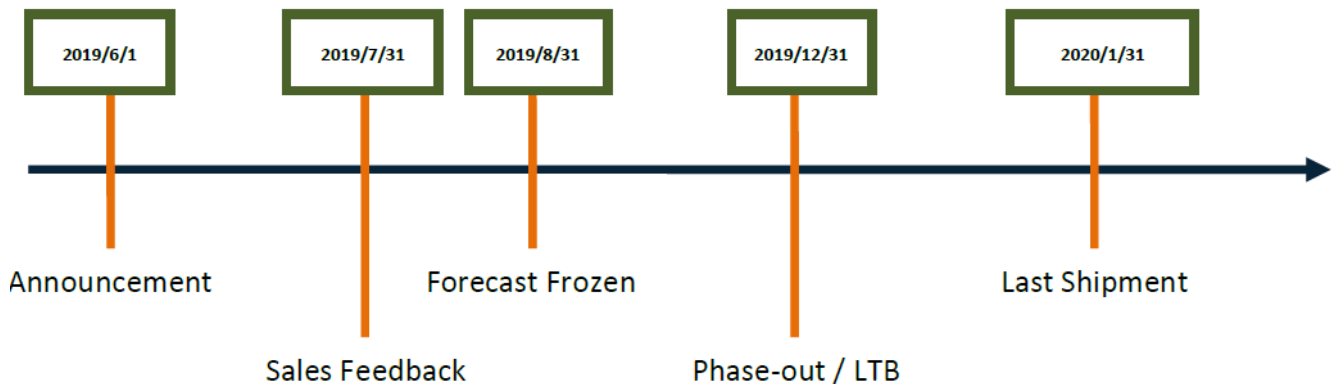 2019/6/1
2019/7/31
2019/8/31
2019/12/31
2020/1/31
Announcement
Forecast Frozen
Last Shipment
Sales Feedback
Phase-out / LTB